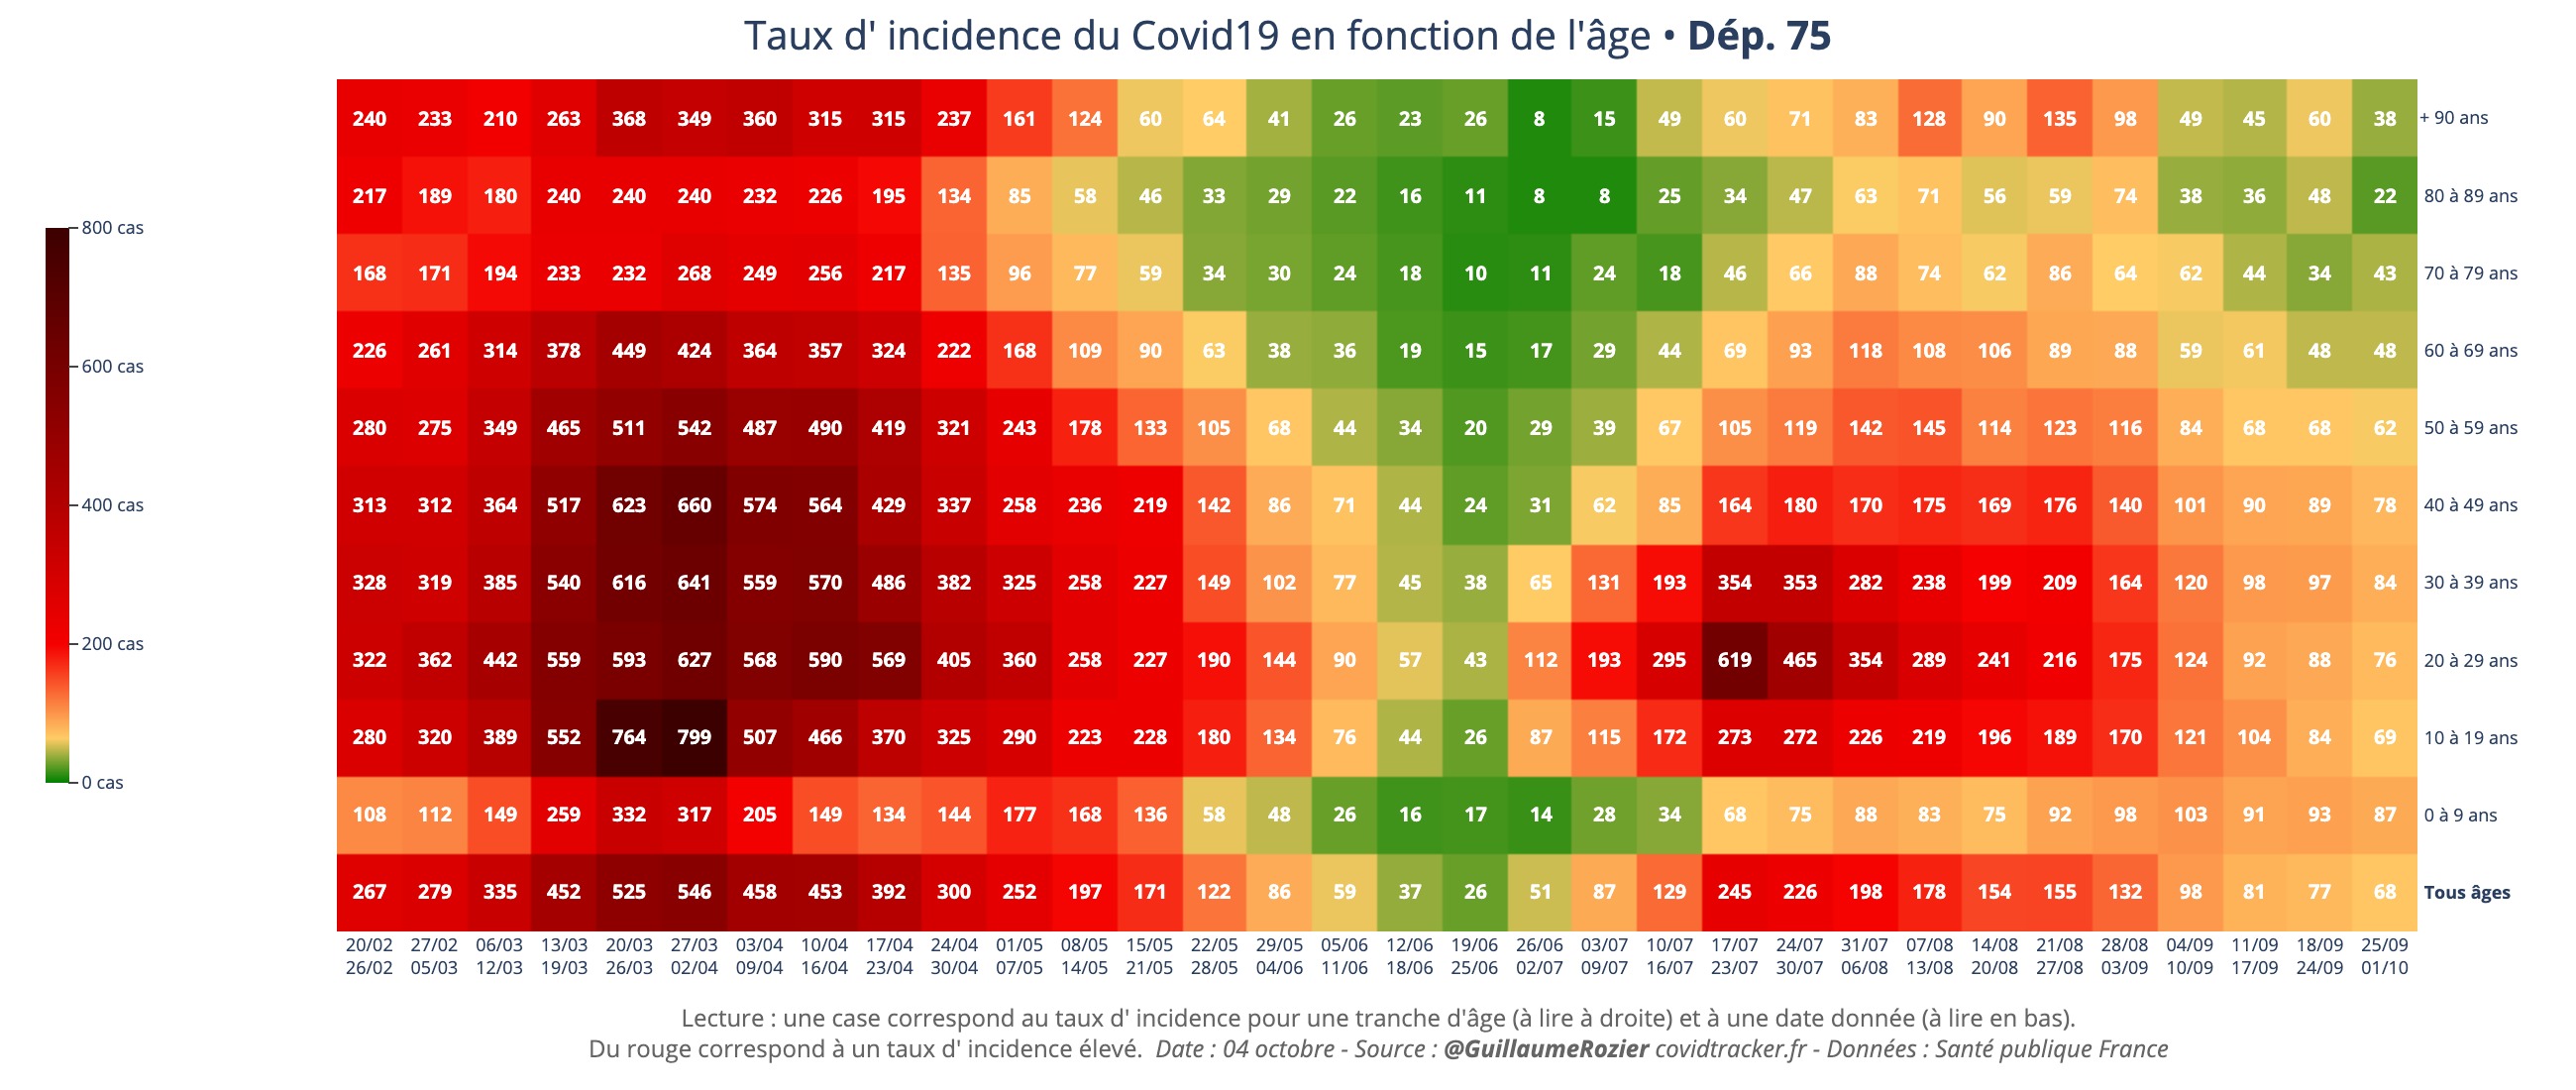 Taux d' incidence du Covid19 en fonction de l'âge • Dép. 75
240 233 210 263 368 349 360 315 315 237 161 124 60 64 41 26 23 26 8 15 49 60 71 83 128 90 135 98 49 45 60 38 + 90 ans
217 189 180 240 240 240 232 226 195 134 85 58 46 33 29 22 16 11 8 8 25 34 47 63 71 56 59 74 38 36 48 22 80 à 89 ans
800 cas
168 171 194 233 232 268 249 256 217 135 96 77 59 34 30 24 18 10 11 24 18 46 66 88 74 62 86 64 62 44 34 43 70 à 79 ans
226 261 314 378 449 424 364 357 324 222 168 109 90 63 38 36 19 15 17 29 44 69 93 118 108 106 89 88 59 61 48 48 60 à 69 ans
600 cas
280 275 349 465 511 542 487 490 419 321 243 178 133 105 68 44 34 20 29 39 67 105 119 142 145 114 123 116 84 68 68 62 50 à 59 ans
400 cas
313 312 364 517 623 660 574 564 429 337 258 236 219 142 86 71 44 24 31 62 85 164 180 170 175 169 176 140 101 90 89 78 40 à 49 ans
328 319 385 540 616 641 559 570 486 382 325 258 227 149 102 77 45 38 65 131 193 354 353 282 238 199 209 164 120 98 97 84 30 à 39 ans
200 cas
322 362 442 559 593 627 568 590 569 405 360 258 227 190 144 90 57 43 112 193 295 619 465 354 289 241 216 175 124 92 88 76 20 à 29 ans
280 320 389 552 764 799 507 466 370 325 290 223 228 180 134 76 44 26 87 115 172 273 272 226 219 196 189 170 121 104 84 69 10 à 19 ans
0 cas
108 112 149 259 332 317 205 149 134 144 177 168 136 58 48 26 16 17 14 28 34 68 75 88 83 75 92 98 103 91 93 87 0 à 9 ans
267 279 335 452 525 546 458 453 392 300 252 197 171 122 86 59 37 26 51 87 129 245 226 198 178 154 155 132 98 81 77 68 Tous âges
20/02 27/02 06/03 13/03 20/03 27/03 03/04 10/04 17/04 24/04 01/05 08/05 15/05 22/05 29/05 05/06 12/06 19/06 26/06 03/07 10/07 17/07 24/07 31/07 07/08 14/08 21/08 28/08 04/09 11/09 18/09 25/09
26/02 05/03 12/03 19/03 26/03 02/04 09/04 16/04 23/04 30/04 07/05 14/05 21/05 28/05 04/06 11/06 18/06 25/06 02/07 09/07 16/07 23/07 30/07 06/08 13/08 20/08 27/08 03/09 10/09 17/09 24/09 01/10
Lecture : une case correspond au taux d' incidence pour une tranche d'âge (à lire à droite) et à une date donnée (à lire en bas).
Du rouge correspond à un taux d' incidence élevé. Date : 04 octobre - Source : @GuillaumeRozier covidtracker.fr - Données : Santé publique France